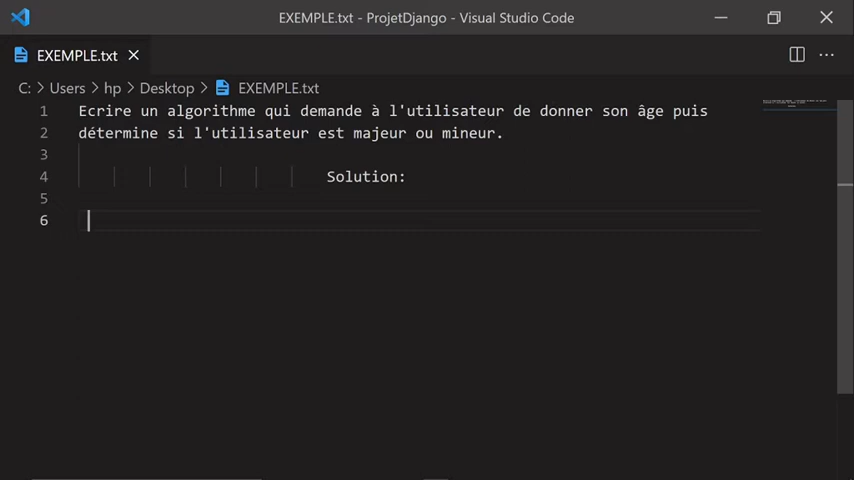 EXEMPLE.txt - ProjetDjango - Visual Studio Code
EXEMPLE.txt
C: > Users > hp > Desktop > EXEMPLE.txt
1 Ecrire un algorithme qui demande à l'utilisateur de donner son âge puis
2 détermine si l'utilisateur est majeur ou mineur.
3
4 Solution:
5
6